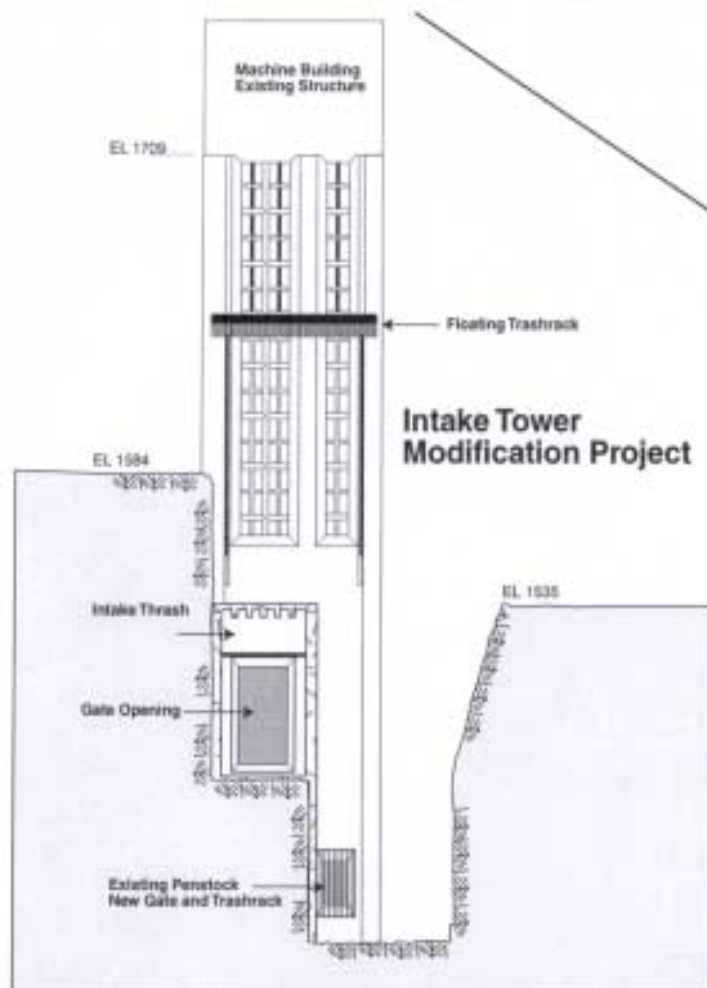 Machine Building
Existing Structure
EL 1709
Floating Trashrack
Intake Tower
Modification Project
EL 1584
EL 1535
Intake Thrash
Gate Opening
Existing Penstock
New Gate and Trashrack